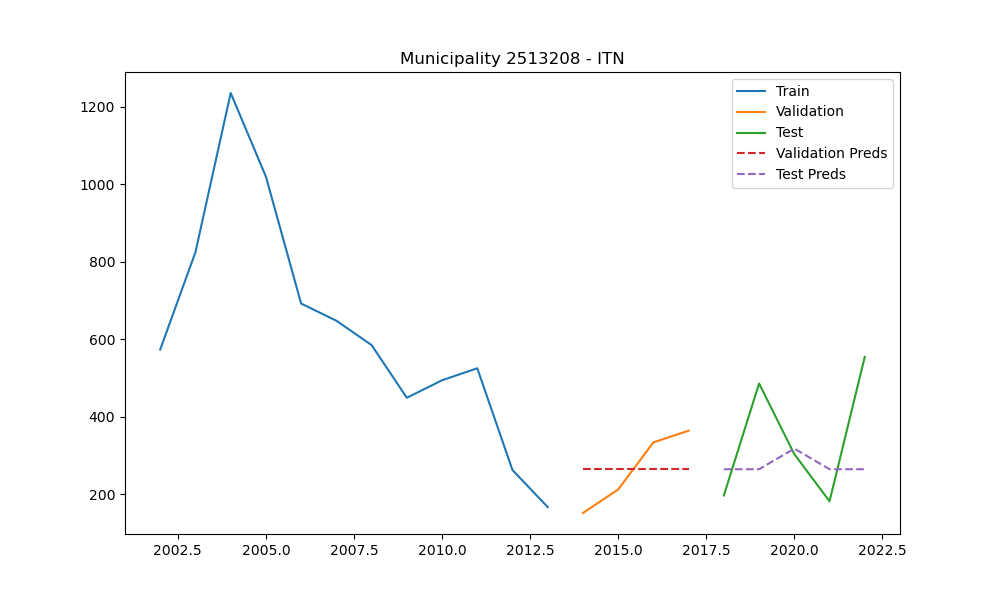 Municipality 2513208 - ITN
Train
Validation
Test
Validation Preds
Test Preds
1200
1000
800
600
400
200
2002.5 2005.0 2007.5 2010.0 2012.5 2015.0 2017.5 2020.0 2022.5